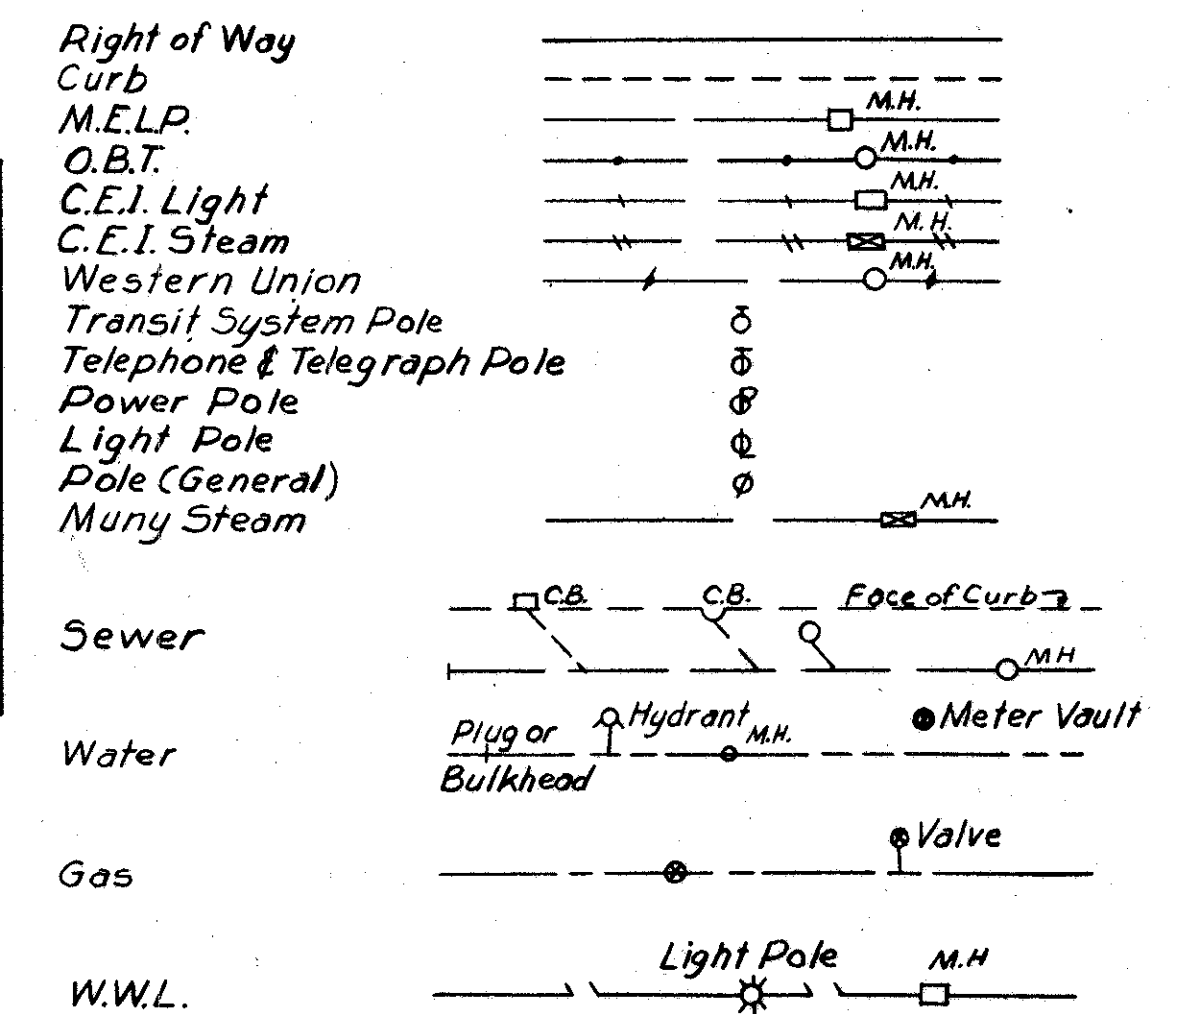 Right of Way
Curb
M.E.L.P. M.H.
O.B.T. M.H.
C.E.I. Light M.H.
C.E.I. Steam M.H.
Western Union M.H.
Transit System Pole
Telephone & Telegraph Pole
Power Pole
Light Pole
Pole (General)
Muny Steam M.H.
C.B. C.B. Face of Curb
Sewer M H
Plug or Hydrant M.H. Meter Vault
Water
Bulkhead
Valve
Gas
Light Pole M.H
W.W.L.